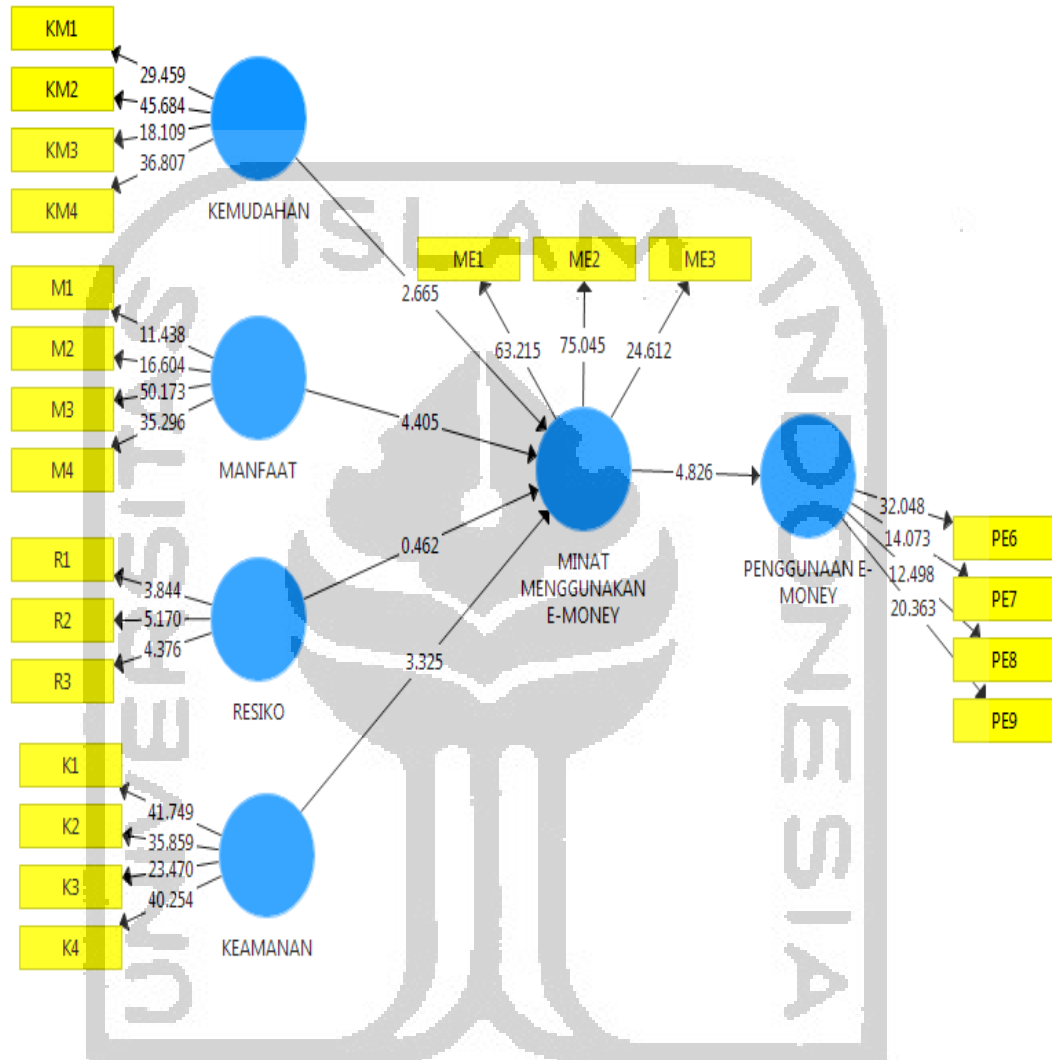 KM1
29.459
KM2
45.684
18.109
KM3
36.807
KM4
KEMUDAHAN
ISLAM
UNIVERSITAS
INDONESIA
M1
11.438
M2
16.604
50.173
M3
35.296
M4
MANFAAT
R1
3.844
R2
5.170
4.376
R3
RESIKO
K1
41.749
K2
35.859
23.470
K3
40.254
K4
KEAMANAN
2.665
4.405
0.462
3.325
ME1
ME2
ME3
63.215
75.045
24.612
MINAT
MENGGUNAKAN
E-MONEY
4.826
PENGGUNAAN E-
MONEY
32.048
14.073
12.498
20.363
PE6
PE7
PE8
PE9